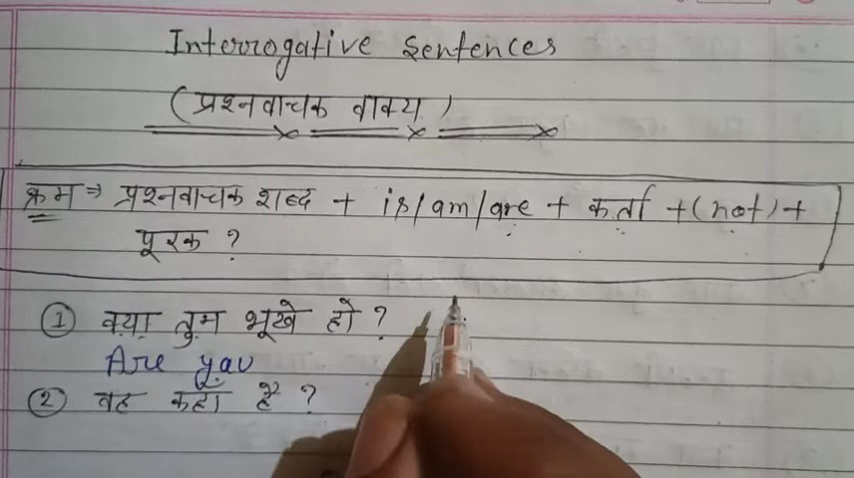 Interrogative Sentences
(प्रश्नवाचक वाक्य)
क्रम ⇒ प्रश्नवाचक शब्द + is/am/are + कर्ता + (not) +
पूरक ?
① क्या तुम भूखे हो ?
Are you
② वह कहाँ है ?